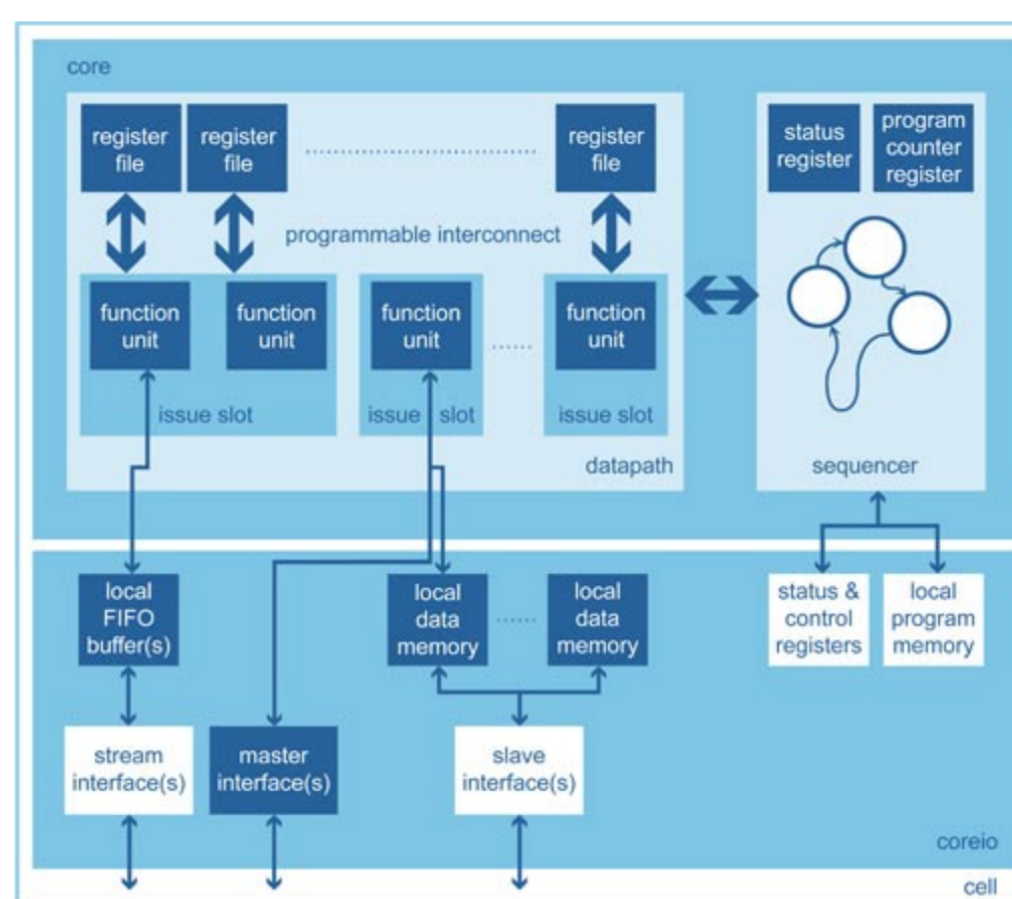 core
register
file
register
file
register
file
status
register
program
counter
register
programmable interconnect
function
unit
function
unit
function
unit
function
unit
issue slot
issue slot
issue slot
datapath
sequencer
local
FIFO
buffer(s)
local
data
memory
local
data
memory
status &
control
registers
local
program
memory
stream
interface(s)
master
interface(s)
slave
interface(s)
coreio
cell